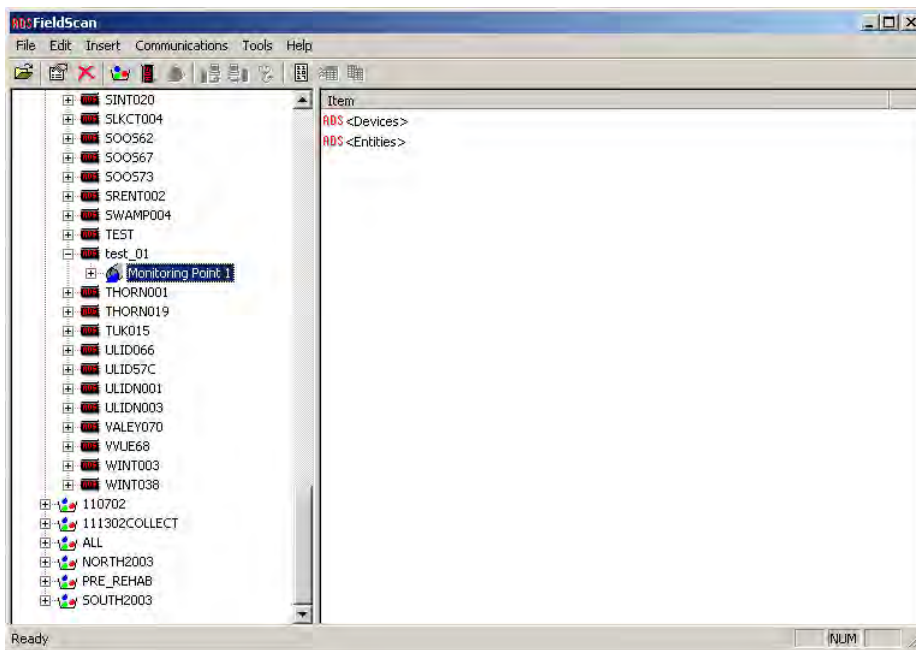 ADS FieldScan
File Edit Insert Communications Tools Help
SINT020
SLKCT004
SOOS62
SOOS67
SOOS73
SRENT002
SWAMP004
TEST
test_01
Monitoring Point 1
THORN001
THORN019
TUK015
ULID066
ULID57C
ULIDN001
ULIDN003
VALEY070
VVUE68
WINT003
WINT038
110702
111302COLLECT
ALL
NORTH2003
PRE_REHAB
SOUTH2003
Item
ADS <Devices>
ADS <Entities>
Ready
NUM